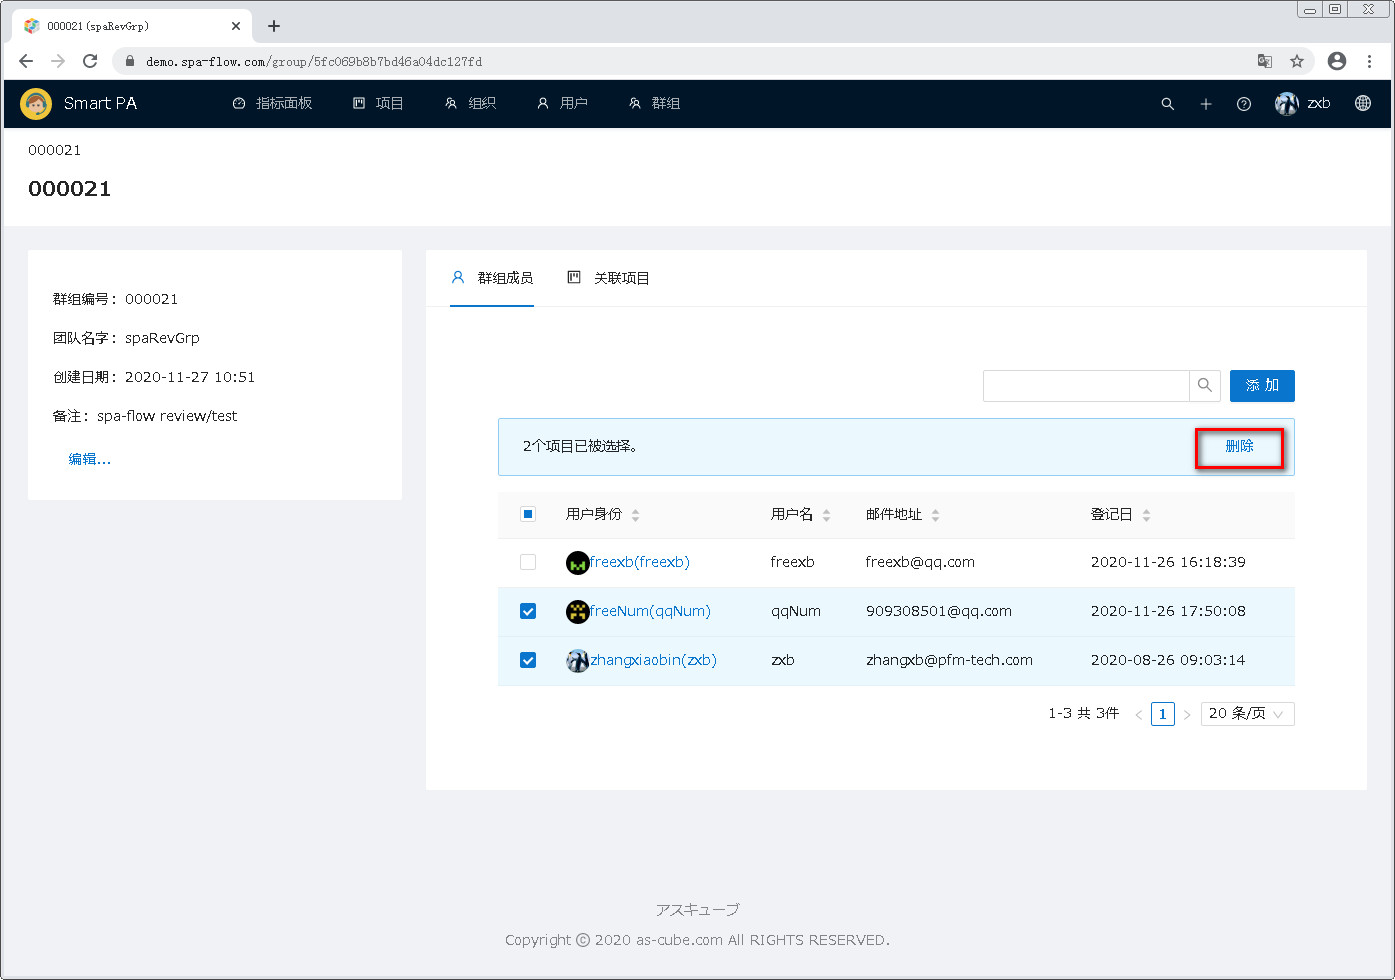 000021 (spaRevGrp)
demo.spa-flow.com/group/5fc069b8b7bd46a04dc127fd
Smart PA 指标面板 项目 组织 用户 群组 zxb
000021
000021
群组编号：000021
团队名字：spaRevGrp
创建日期：2020-11-27 10:51
备注：spa-flow review/test
编辑...
群组成员 关联项目
添 加
2个项目已被选择。 删除
用户身份 用户名 邮件地址 登记日
freexb(freexb) freexb freexb@qq.com 2020-11-26 16:18:39
freeNum(qqNum) qqNum 909308501@qq.com 2020-11-26 17:50:08
zhangxiaobin(zxb) zxb zhangxb@pfm-tech.com 2020-08-26 09:03:14
1-3 共 3件 < 1 > 20 条/页
アスキューブ
Copyright © 2020 as-cube.com All RIGHTS RESERVED.